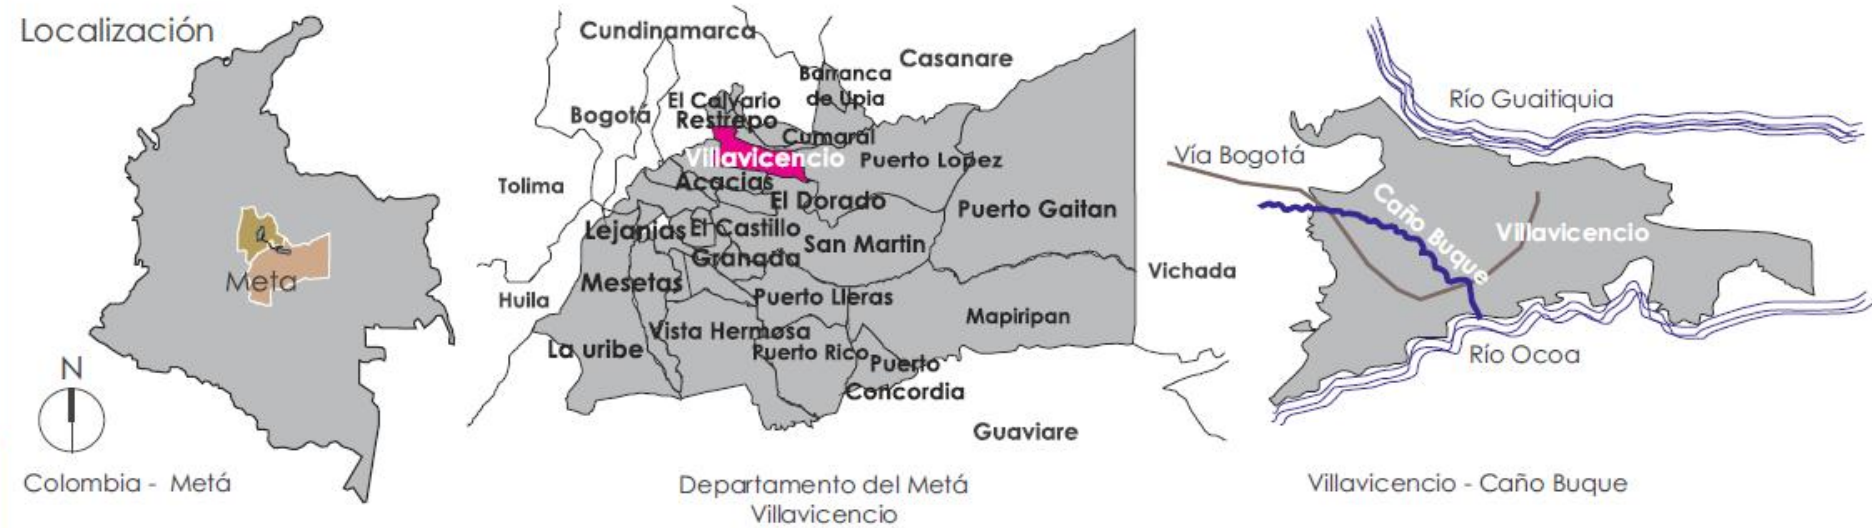 Localización
Meta
N
Colombia - Metá
Cundinamarca
Casanare
Barranca
de Upia
El Calvario
Bogotá
Restrepo
Cumaral
Villavicencio
Puerto Lopez
Tolima
Acacias
El Dorado
Puerto Gaitan
Lejanias
El Castillo
San Martin
Granada
Vichada
Mesetas
Huila
Puerto Lleras
Mapiripan
Vista Hermosa
La uribe
Puerto Rico
Puerto
Concordia
Guaviare
Departamento del Metá
Villavicencio
Río Guaitiquia
Vía Bogotá
Caño Buque
Villavicencio
Río Ocoa
Villavicencio - Caño Buque